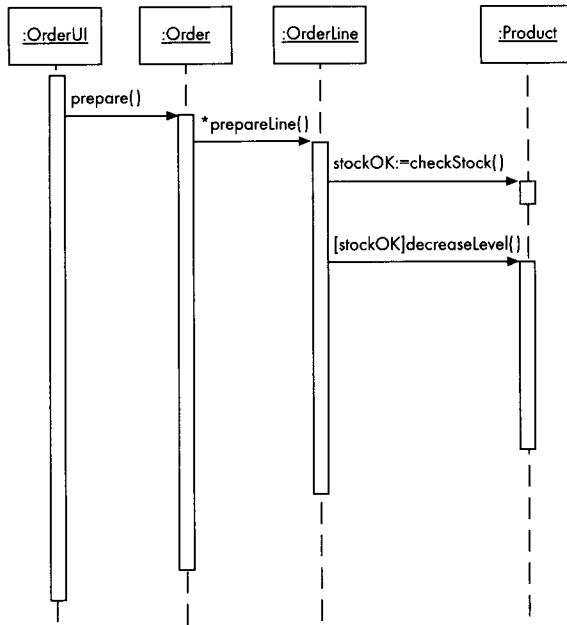 :OrderUI
:Order
:OrderLine
:Product
prepare()
*prepareLine()
stockOK:=checkStock()
[stockOK]decreaseLevel()